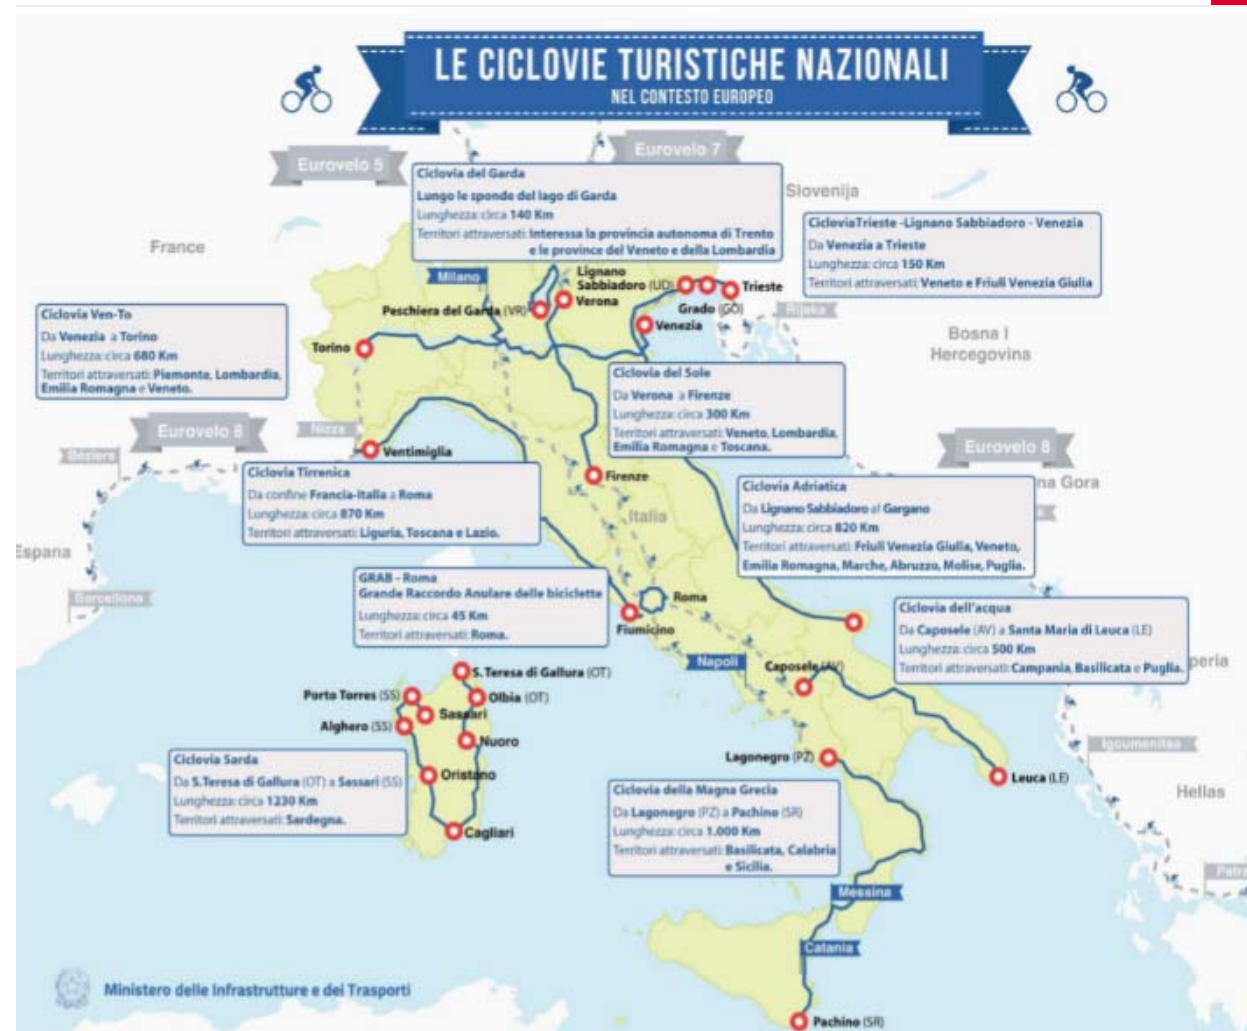 LE CICLOVIE TURISTICHE NAZIONALI
NEL CONTESTO EUROPEO
Eurovelo 5
Eurovelo 7
Ciclovia del Garda
Lungo le sponde del lago di Garda
Lunghezza: circa 140 Km
Territori attraversati: Interessa la provincia autonoma di Trento
e le province del Veneto e della Lombardia
Slovenija
CicloviaTrieste -Lignano Sabbiadoro - Venezia
Da Venezia a Trieste
Lunghezza: circa 150 Km
Territori attraversati: Veneto e Friuli Venezia Giulia
France
Milano
Lignano
Sabbiadoro (UD)
Trieste
Verona
Peschiera del Garda (VR)
Grado (GO)
Rijeka
Venezia
Ciclovia Ven-To
Da Venezia a Torino
Lunghezza: circa 680 Km
Territori attraversati: Piemonte, Lombardia,
Emilia Romagna e Veneto.
Torino
Bosna I
Hercegovina
Ciclovia del Sole
Da Verona a Firenze
Lunghezza: circa 300 Km
Territori attraversati: Veneto, Lombardia,
Emilia Romagna e Toscana.
Eurovelo 8
Nizza
Ventimiglia
Béziers
Eurovelo 8
na Gora
Ciclovia Tirrenica
Da confine Francia-Italia a Roma
Lunghezza: circa 870 Km
Territori attraversati: Liguria, Toscana e Lazio.
Firenze
Italia
Ciclovia Adriatica
Da Lignano Sabbiadoro al Gargano
Lunghezza: circa 820 Km
Territori attraversati: Friuli Venezia Giulia, Veneto,
Emilia Romagna, Marche, Abruzzo, Molise, Puglia.
Espana
Barcellona
GRAB - Roma
Grande Raccordo Anulare delle biciclette
Lunghezza: circa 45 Km
Territori attraversati: Roma.
Roma
Fiumicino
Ciclovia dell'acqua
Da Caposele (AV) a Santa Maria di Leuca (LE)
Lunghezza: circa 500 Km
Territori attraversati: Campania, Basilicata e Puglia.
peria
Napoli
Caposele (AV)
S. Teresa di Gallura (OT)
Porto Torres (SS)
Olbia (OT)
Sassari
Alghero (SS)
Nuoro
Igoumenitsa
Lagonegro (PZ)
Leuca (LE)
Ciclovia Sarda
Da S. Teresa di Gallura (OT) a Sassari (SS)
Lunghezza: circa 1230 Km
Territori attraversati: Sardegna.
Oristano
Cagliari
Hellas
Ciclovia della Magna Grecia
Da Lagonegro (PZ) a Pachino (SR)
Lunghezza: circa 1.000 Km
Territori attraversati: Basilicata, Calabria
e Sicilia.
Patra
Messina
Catania
Ministero delle Infrastrutture e dei Trasporti
Pachino (SR)